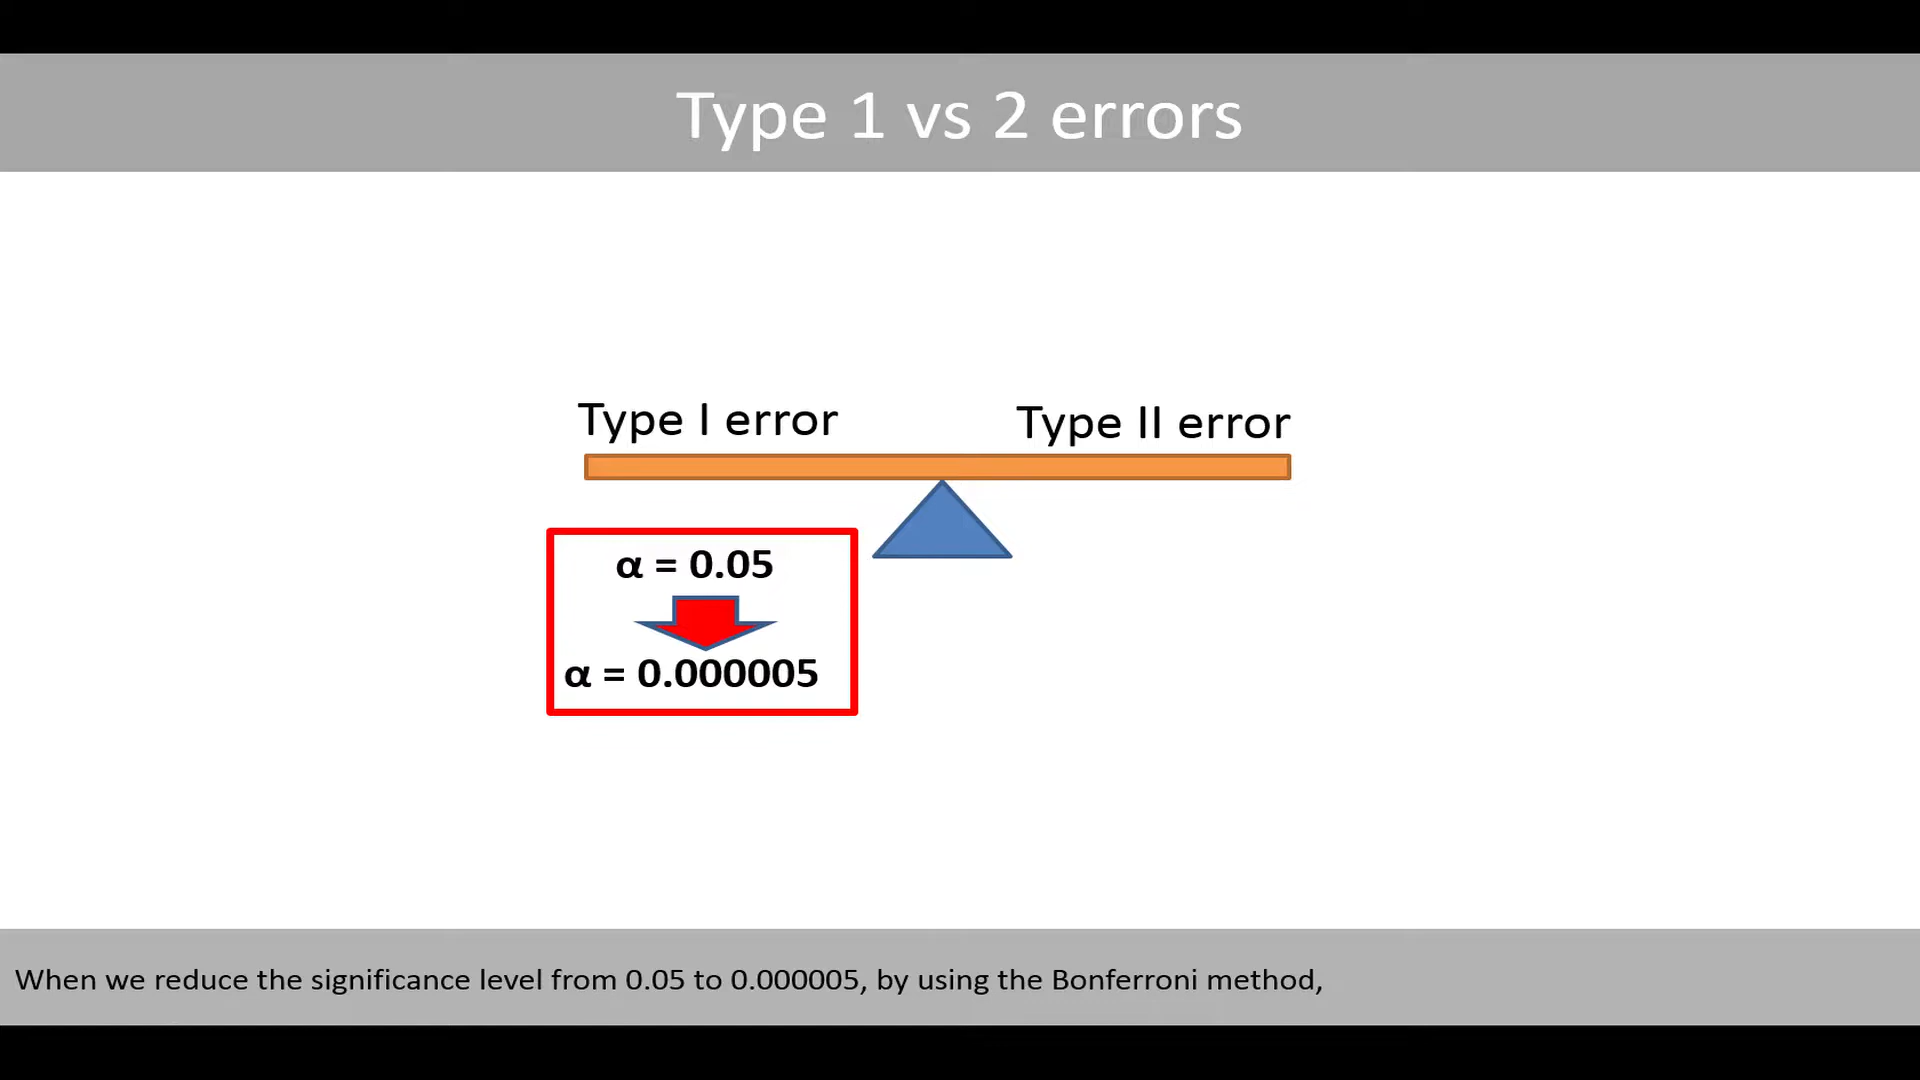 Type 1 vs 2 errors
Type I error
Type II error
α = 0.05
α = 0.000005
When we reduce the significance level from 0.05 to 0.000005, by using the Bonferroni method,